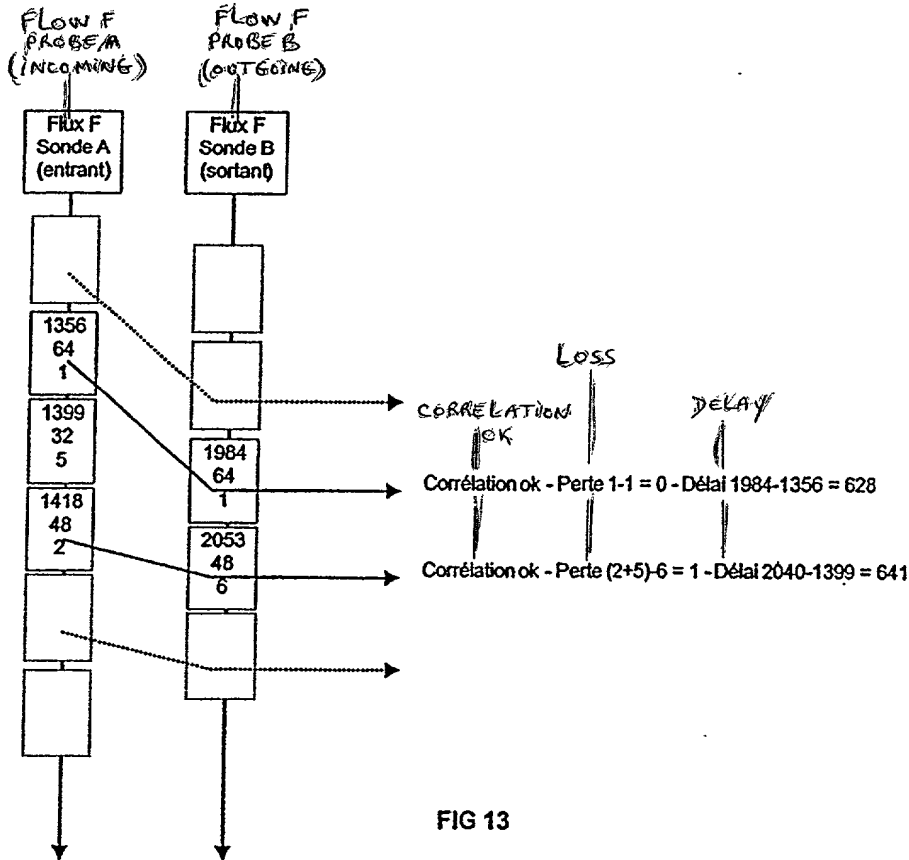 FLOW F
PROBE A
(INCOMING)
FLOW F
PROBE B
(OUTGOING)
Flux F
Sonde A
(entrant)
Flux F
Sonde B
(sortant)
1356
64
1
1399
32
5
1418
48
2
1984
64
1
2053
48
6
LOSS
CORRELATION
OK
DELAY
Corrélation ok - Perte 1-1 = 0 - Délai 1984-1356 = 628
Corrélation ok - Perte (2+5)-6 = 1 - Délai 2040-1399 = 641
FIG 13